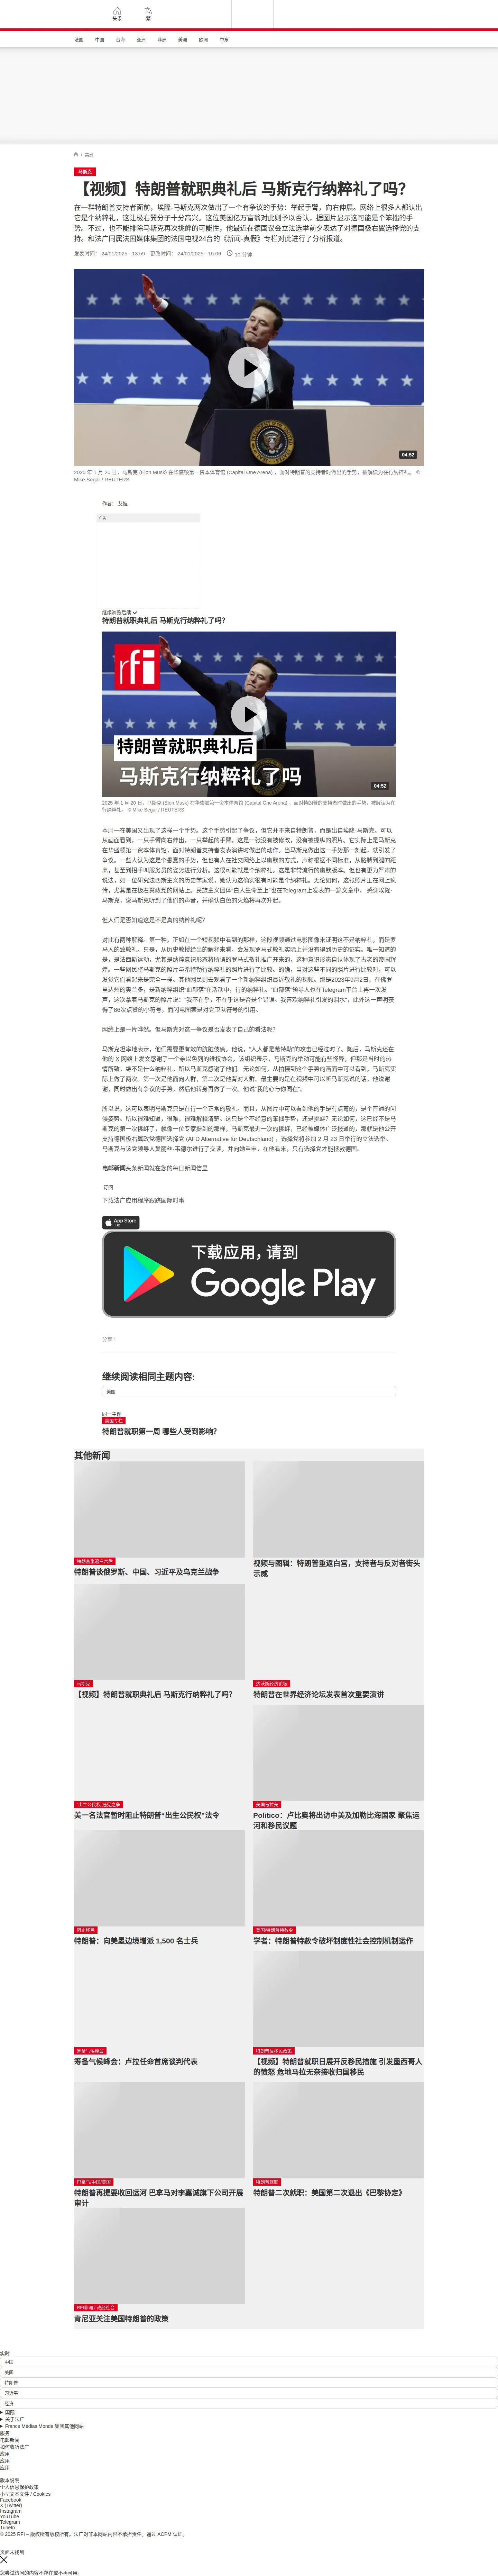 头条
繁
法国
中国
台海
亚洲
非洲
美洲
欧洲
中东
/ 美洲
马斯克
【视频】特朗普就职典礼后 马斯克行纳粹礼了吗？
在一群特朗普支持者面前，埃隆·马斯克两次做出了一个有争议的手势：举起手臂，向右伸展。网络上很多人都认出
它是个纳粹礼，这让极右翼分子十分高兴。这位美国亿万富翁对此则予以否认，据图片显示这可能是个笨拙的手
势。不过，也不能排除马斯克再次挑衅的可能性，他最近在德国议会立法选举前夕表达了对德国极右翼选择党的支
持。和法广同属法国媒体集团的法国电视24台的《新闻-真假》专栏对此进行了分析报道。
发表时间： 24/01/2025 - 13:59 更改时间： 24/01/2025 - 15:06 10 分钟
04:52
2025 年 1 月 20 日，马斯克 (Elon Musk) 在华盛顿第一资本体育馆 (Capital One Arena) ，面对特朗普的支持者时做出的手势，被解读为在行纳粹礼。 ©
Mike Segar / REUTERS
作者： 艾娅
广告
继续浏览后续
特朗普就职典礼后 马斯克行纳粹礼了吗？
rfi
特朗普就职典礼后
马斯克行纳粹礼了吗
04:52
2025 年 1 月 20 日，马斯克 (Elon Musk) 在华盛顿第一资本体育馆 (Capital One Arena) ，面对特朗普的支持者时做出的手势，被解读为在
行纳粹礼。 © Mike Segar / REUTERS
本周一在美国又出现了这样一个手势。这个手势引起了争议，但它并不来自特朗普，而是出自埃隆·马斯克。可以
从画面看到，一只手臂向右伸出，一只举起的手臂，这是一张没有被修改，没有被操纵的照片。它实际上是马斯克
在华盛顿第一资本体育馆，面对特朗普支持者发表演讲时做出的动作。当马斯克做出这一手势那一刻起，就引发了
争议。一些人认为这是个愚蠢的手势，但也有人在社交网络上以幽默的方式，声称根据不同标准，从胳膊到腿的距
离，甚至到招手叫服务员的姿势进行分析。这很可能就是个纳粹礼。这是非常流行的幽默版本。但也有更为严肃的
说法，如一位研究法西斯主义的历史学家说，她认为这确实很有可能是个纳粹礼。无论如何，这张照片正在网上疯
传，尤其是在极右翼政党的网站上。民族主义团体“白人生命至上”也在Telegram上发表的一篇文章中， 感谢埃隆·
马斯克，说马斯克听到了他们的声音，并确认白色的火焰将再次升起。
但人们是否知道这是不是真的纳粹礼呢？
对此有两种解释。第一种，正如在一个短视频中看到的那样，这段视频通过电影图像来证明这不是纳粹礼，而是罗
马人的致敬礼。只是，从历史教授给出的解释来看，会发现罗马式敬礼实际上并没有得到历史的证实，唯一知道的
是，这是法西斯运动，尤其是纳粹意识形态将所谓的罗马式敬礼推广开来的，这种意识形态自认体现了古老的帝国辉
煌。一些网民将马斯克的照片与希特勒行纳粹礼的照片进行了比较。的确，当对这些不同的照片进行比较时，可以
发觉它们看起来是完全一样。其他网民则去观看了一个新纳粹组织最近敬礼的视频。那是2023年9月2日，在佛罗
里达州的奥兰多，是新纳粹组织“血部落”在活动中，行的纳粹礼。“血部落”领导人也在Telegram平台上再一次发
声，这次拿着马斯克的照片说：“我不在乎，不在乎这是否是个错误。我喜欢纳粹礼引发的泪水”，此外这一声明获
得了86次点赞的小符号，而闪电图案是对党卫队符号的引用。
网络上是一片哗然。但马斯克对这一争议是否发表了自己的看法呢？
马斯克坦率地表示，他们需要更有效的肮脏伎俩。他说，“人人都是希特勒”的攻击已经过时了。随后，马斯克还在
他的 X 网络上发文感谢了一个亲以色列的维权协会，该组织表示，马斯克的举动可能有些怪异，但那是当时的热
情所致。绝不是什么纳粹礼。所以马斯克感谢了他们。无论如何，从拍摄到这个手势的画面中可以看到，马斯克实
际上做了两次。第一次是他面向人群，第二次是他背对人群。最主要的是在视频中可以听马斯克说的话。他说谢
谢，同时做出有争议的手势，然后他转身再做了一次。他说“我的心与你同在”。
所以说，这可以表明马斯克只是在行一个正常的敬礼。而且，从图片中可以看到他的手是有点弯的，是个普通的问
候姿势。所以很难知道，很难，很难解释清楚。这只是个不经意的笨拙手势，还是挑衅？无论如何，这已经不是马
斯克的第一次挑衅了，就像一位专家提到的那样，马斯克最近一次的挑衅，已经被媒体广泛报道的，那就是他公开
支持德国极右翼政党德国选择党 (AFD Alternative für Deutschland) ，选择党将参加 2 月 23 日举行的立法选举。
马斯克与该党领导人爱丽丝·韦德尔进行了交谈，并向她重申，在他看来，只有选择党才能拯救德国。
电邮新闻头条新闻就在您的每日新闻信里
订阅
下载法广应用程序跟踪国际时事
App Store
下载
下载应用，请到
Google Play
分享 :
继续阅读相同主题内容:
美国
同一主题
美国专栏
特朗普就职第一周 哪些人受到影响?
其他新闻
特朗普重返白宫后
特朗普谈俄罗斯、中国、习近平及乌克兰战争
视频与图辑：特朗普重返白宫，支持者与反对者街头
示威
马斯克
【视频】特朗普就职典礼后 马斯克行纳粹礼了吗？
达沃斯经济论坛
特朗普在世界经济论坛发表首次重要演讲
“出生公民权”违宪之争
美一名法官暂时阻止特朗普“出生公民权”法令
美国与拉美
Politico：卢比奥将出访中美及加勒比海国家 聚焦运
河和移民议题
阻止移民
特朗普：向美墨边境增派 1,500 名士兵
美国/特朗普特赦令
学者：特朗普特赦令破坏制度性社会控制机制运作
筹备气候峰会
筹备气候峰会：卢拉任命首席谈判代表
特朗普反移民政策
【视频】特朗普就职日展开反移民措施 引发墨西哥人
的愤怒 危地马拉无奈接收归国移民
巴拿马/中国/美国
特朗普再提要收回运河 巴拿马对李嘉诚旗下公司开展
审计
特朗普就职
特朗普二次就职：美国第二次退出《巴黎协定》
RFI非洲 / 政经社会
肯尼亚关注美国特朗普的政策
实时
中国
美国
特朗普
习近平
经济
国际
关于法广
France Médias Monde 集团其他网站
服务
电邮新闻
如何收听法广
应用
应用
应用
版本说明
个人信息保护政策
小型文本文件 / Cookies
Facebook
X (Twitter)
Instagram
YouTube
Telegram
TuneIn
© 2025 RFI – 版权所有版权所有。法广对非本网站内容不承担责任。通过 ACPM 认证。
页面未找到
您尝试访问的内容不存在或不再可用。